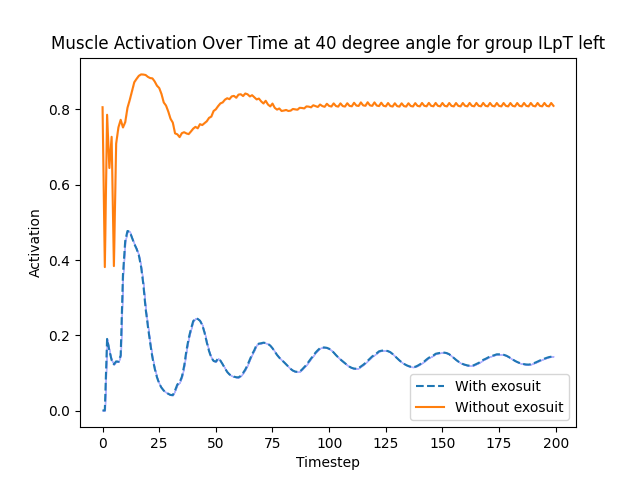 Muscle Activation Over Time at 40 degree angle for group ILpT left
Activation
0.8
0.6
0.4
0.2
0.0
With exosuit
Without exosuit
0 25 50 75 100 125 150 175 200
Timestep